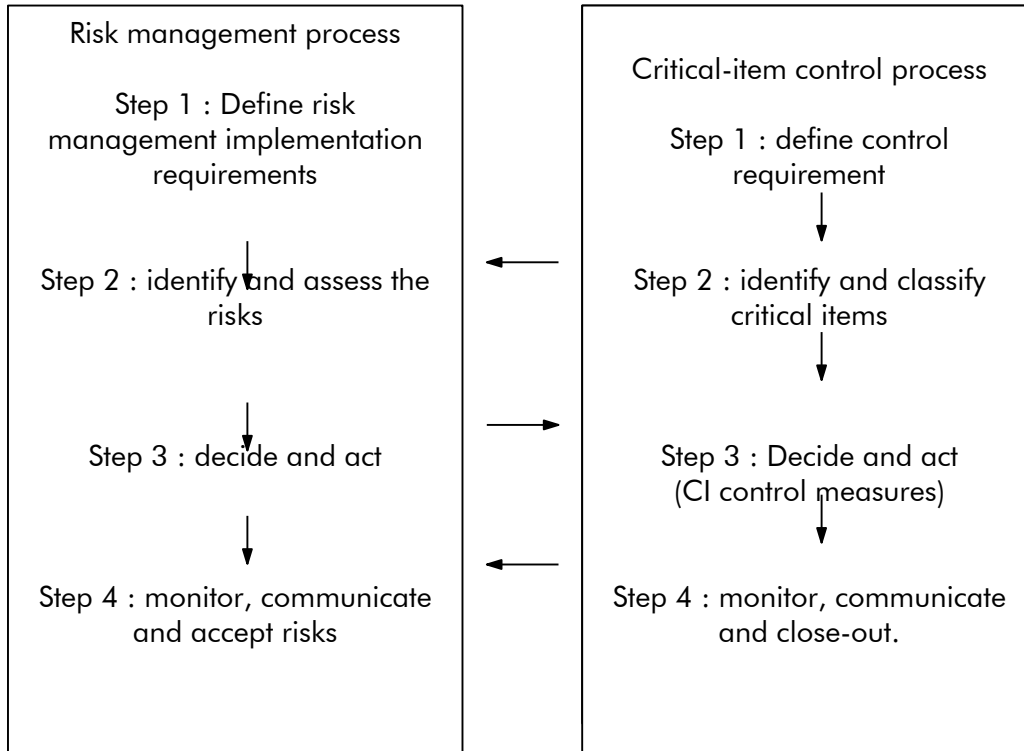 Risk management process
Step 1 : Define risk
management implementation
requirements
Step 2 : identify and assess the
risks
Step 3 : decide and act
Step 4 : monitor, communicate
and accept risks
Critical-item control process
Step 1 : define control
requirement
Step 2 : identify and classify
critical items
Step 3 : Decide and act
(CI control measures)
Step 4 : monitor, communicate
and close-out.